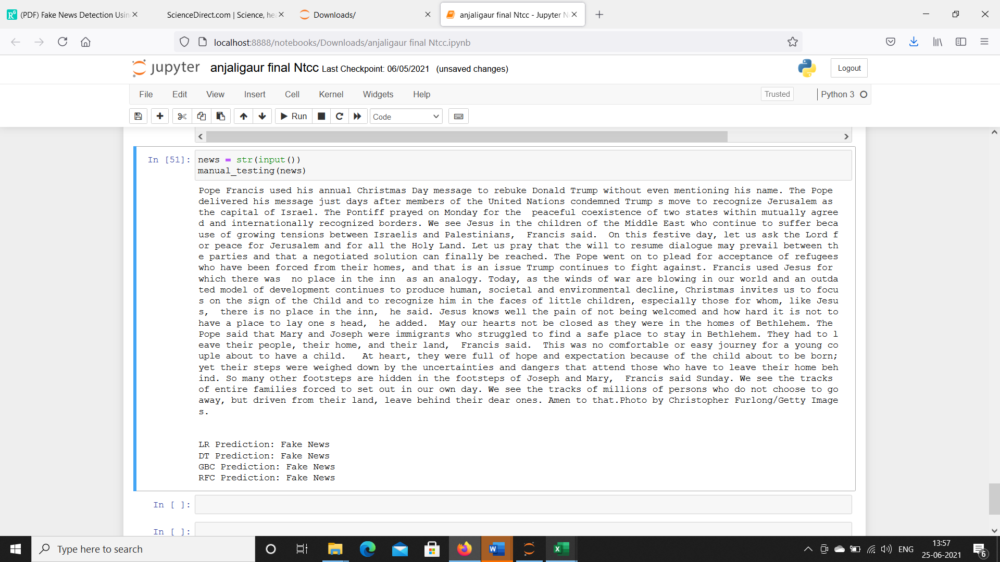 (PDF) Fake News Detection Usin
ScienceDirect.com | Science, hea
Downloads/
anjaligaur final Ntcc - Jupyter N
localhost:8888/notebooks/Downloads/anjaligaur final Ntcc.ipynb
jupyter anjaligaur final Ntcc Last Checkpoint: 06/05/2021 (unsaved changes)
Logout
File Edit View Insert Cell Kernel Widgets Help
Trusted
Python 3
Run
Code
In [51]: news = str(input())
manual_testing(news)
Pope Francis used his annual Christmas Day message to rebuke Donald Trump without even mentioning his name. The Pope
delivered his message just days after members of the United Nations condemned Trump s move to recognize Jerusalem as
the capital of Israel. The Pontiff prayed on Monday for the  peaceful coexistence of two states within mutually agree
d and internationally recognized borders. We see Jesus in the children of the Middle East who continue to suffer beca
use of growing tensions between Israelis and Palestinians,  Francis said.  On this festive day, let us ask the Lord f
or peace for Jerusalem and for all the Holy Land. Let us pray that the will to resume dialogue may prevail between th
e parties and that a negotiated solution can finally be reached. The Pope went on to plead for acceptance of refugees
who have been forced from their homes, and that is an issue Trump continues to fight against. Francis used Jesus for
which there was  no place in the inn  as an analogy. Today, as the winds of war are blowing in our world and an outda
ted model of development continues to produce human, societal and environmental decline, Christmas invites us to focu
s on the sign of the Child and to recognize him in the faces of little children, especially those for whom, like Jesu
s,  there is no place in the inn,  he said. Jesus knows well the pain of not being welcomed and how hard it is not to
have a place to lay one s head,  he added.  May our hearts not be closed as they were in the homes of Bethlehem. The
Pope said that Mary and Joseph were immigrants who struggled to find a safe place to stay in Bethlehem. They had to l
eave their people, their home, and their land,  Francis said.  This was no comfortable or easy journey for a young co
uple about to have a child.   At heart, they were full of hope and expectation because of the child about to be born;
yet their steps were weighed down by the uncertainties and dangers that attend those who have to leave their home beh
ind. So many other footsteps are hidden in the footsteps of Joseph and Mary,  Francis said Sunday. We see the tracks
of entire families forced to set out in our own day. We see the tracks of millions of persons who do not choose to go
away, but driven from their land, leave behind their dear ones. Amen to that.Photo by Christopher Furlong/Getty Image
s.
LR Prediction: Fake News
DT Prediction: Fake News
GBC Prediction: Fake News
RFC Prediction: Fake News
In [ ]:
In [ ]:
Type here to search
ENG
13:57
25-06-2021
6